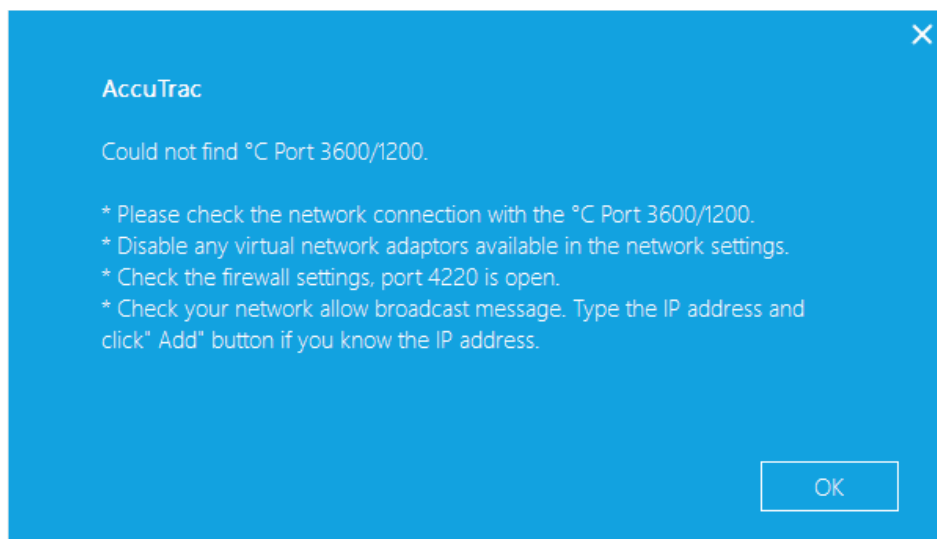 AccuTrac
Could not find °C Port 3600/1200.
* Please check the network connection with the °C Port 3600/1200.
* Disable any virtual network adaptors available in the network settings.
* Check the firewall settings, port 4220 is open.
* Check your network allow broadcast message. Type the IP address and
click" Add" button if you know the IP address.
OK